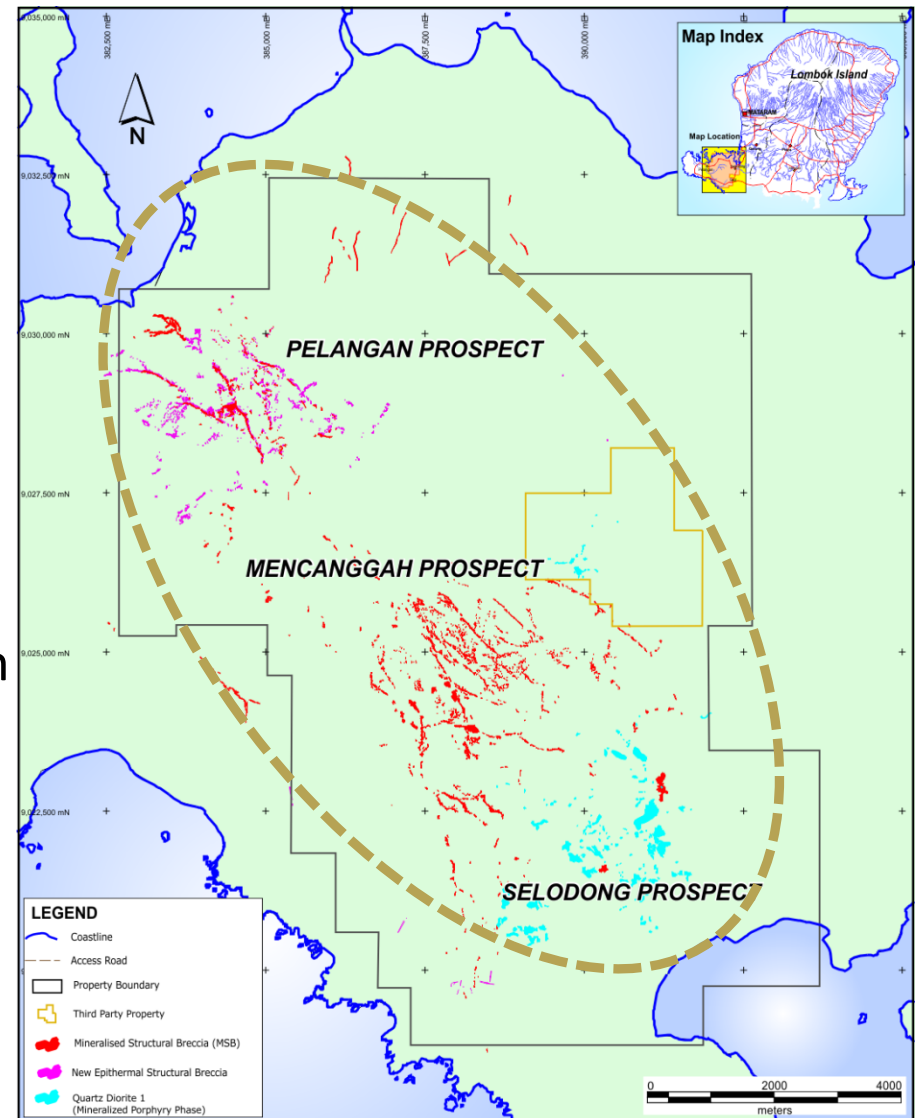 9,035,000 mN
382,500 mE
385,000 mE
387,500 mE
390,000 mE
Map Index
Lombok Island
MATARAM
Map Location
N
9,032,500 mN
9,030,000 mN
PELANGAN PROSPECT
9,027,500 mN
MENCANGGAH PROSPECT
9,025,000 mN
9,022,500 mN
SELODONG PROSPECT
LEGEND
Coastline
Access Road
Property Boundary
Third Party Property
Mineralised Structural Breccia (MSB)
New Epithermal Structural Breccia
Quartz Diorite 1
(Mineralized Porphyry Phase)
0 2000 4000
meters